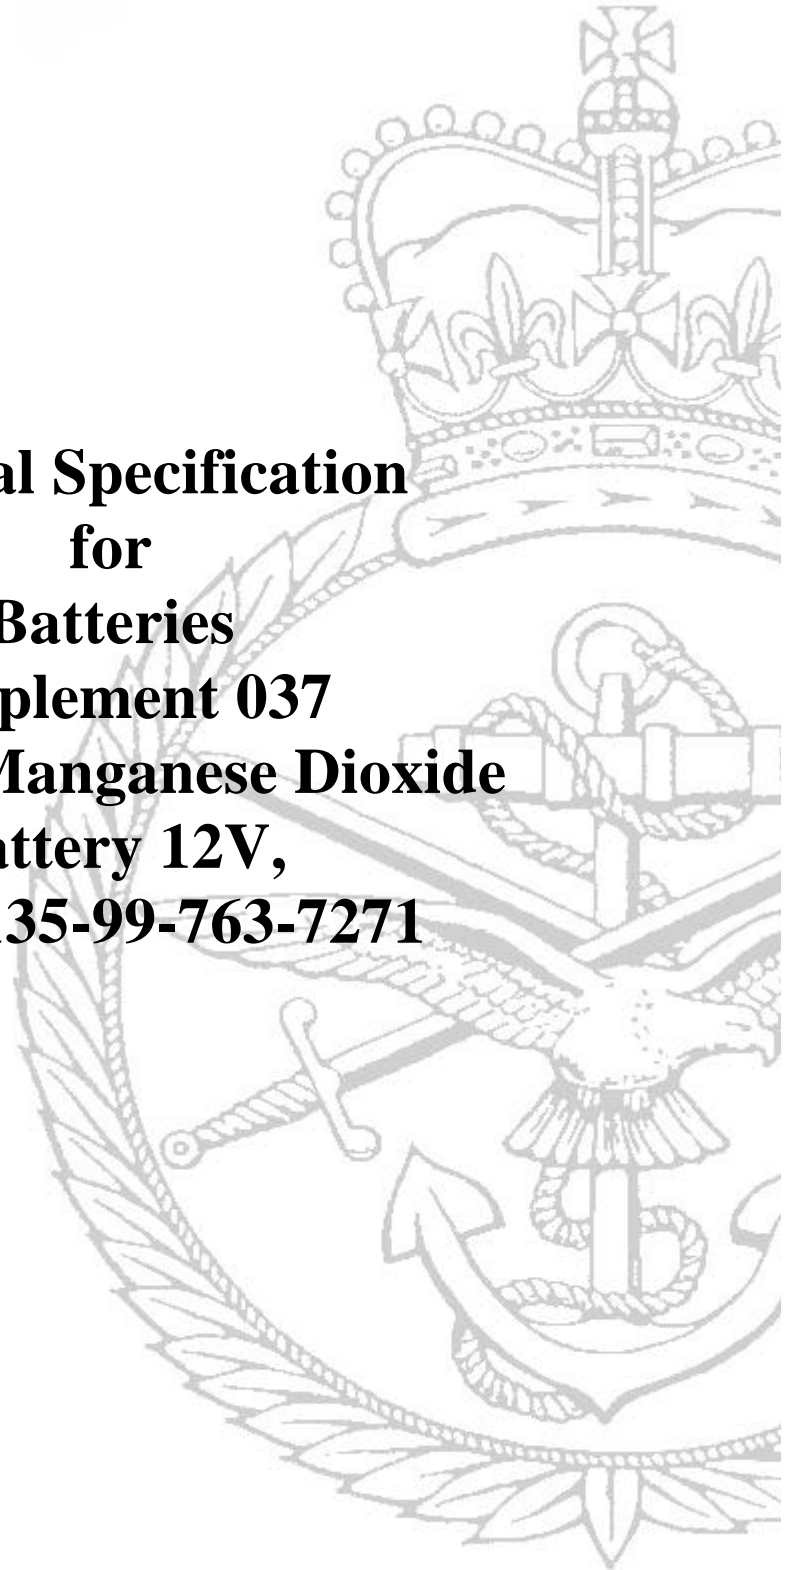 al Specification
for
Batteries
plement 037
Manganese Dioxide
attery 12V,
35-99-763-7271